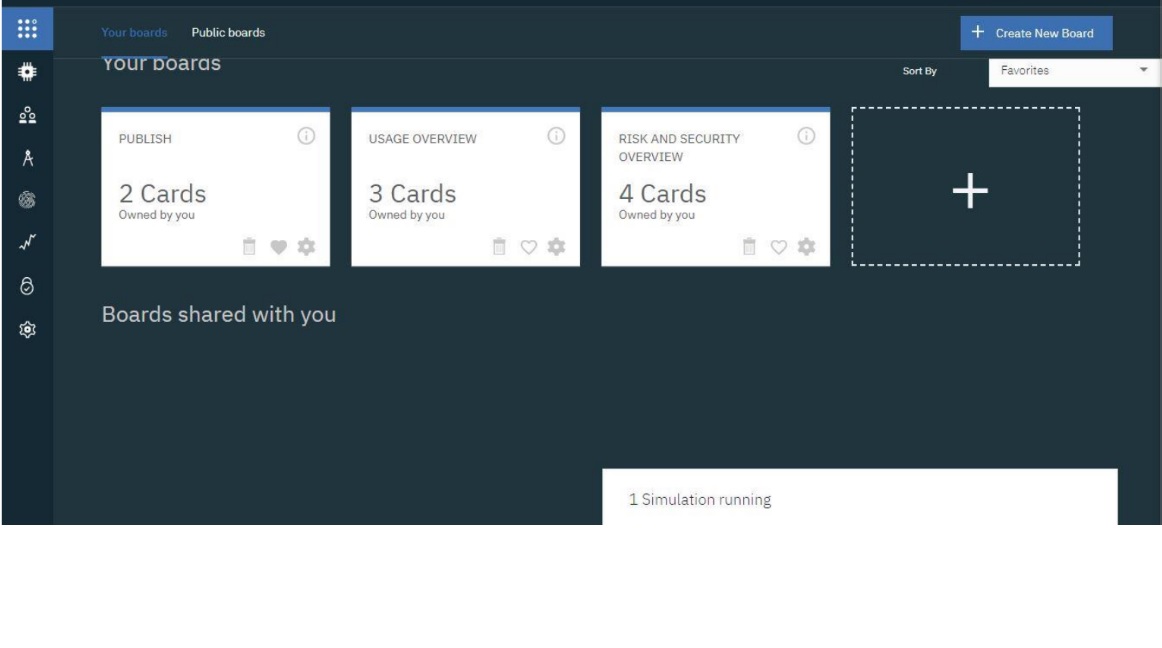 Your boards
Public boards
+ Create New Board
Your boards
Sort By
Favorites
PUBLISH
2 Cards
Owned by you
USAGE OVERVIEW
3 Cards
Owned by you
RISK AND SECURITY
OVERVIEW
4 Cards
Owned by you
Boards shared with you
1 Simulation running